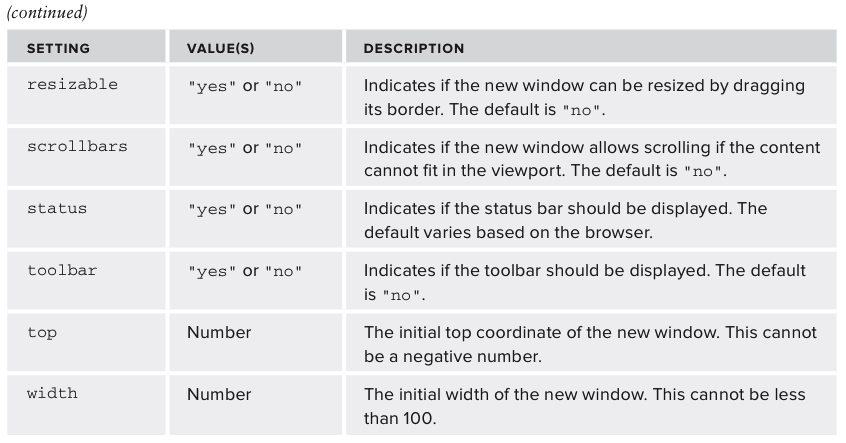 (continued)
SETTING VALUE(S) DESCRIPTION
resizable "yes" or "no" Indicates if the new window can be resized by dragging
its border. The default is "no".
scrollbars "yes" or "no" Indicates if the new window allows scrolling if the content
cannot fit in the viewport. The default is "no".
status "yes" or "no" Indicates if the status bar should be displayed. The
default varies based on the browser.
toolbar "yes" or "no" Indicates if the toolbar should be displayed. The default
is "no".
top Number The initial top coordinate of the new window. This cannot
be a negative number.
width Number The initial width of the new window. This cannot be less
than 100.